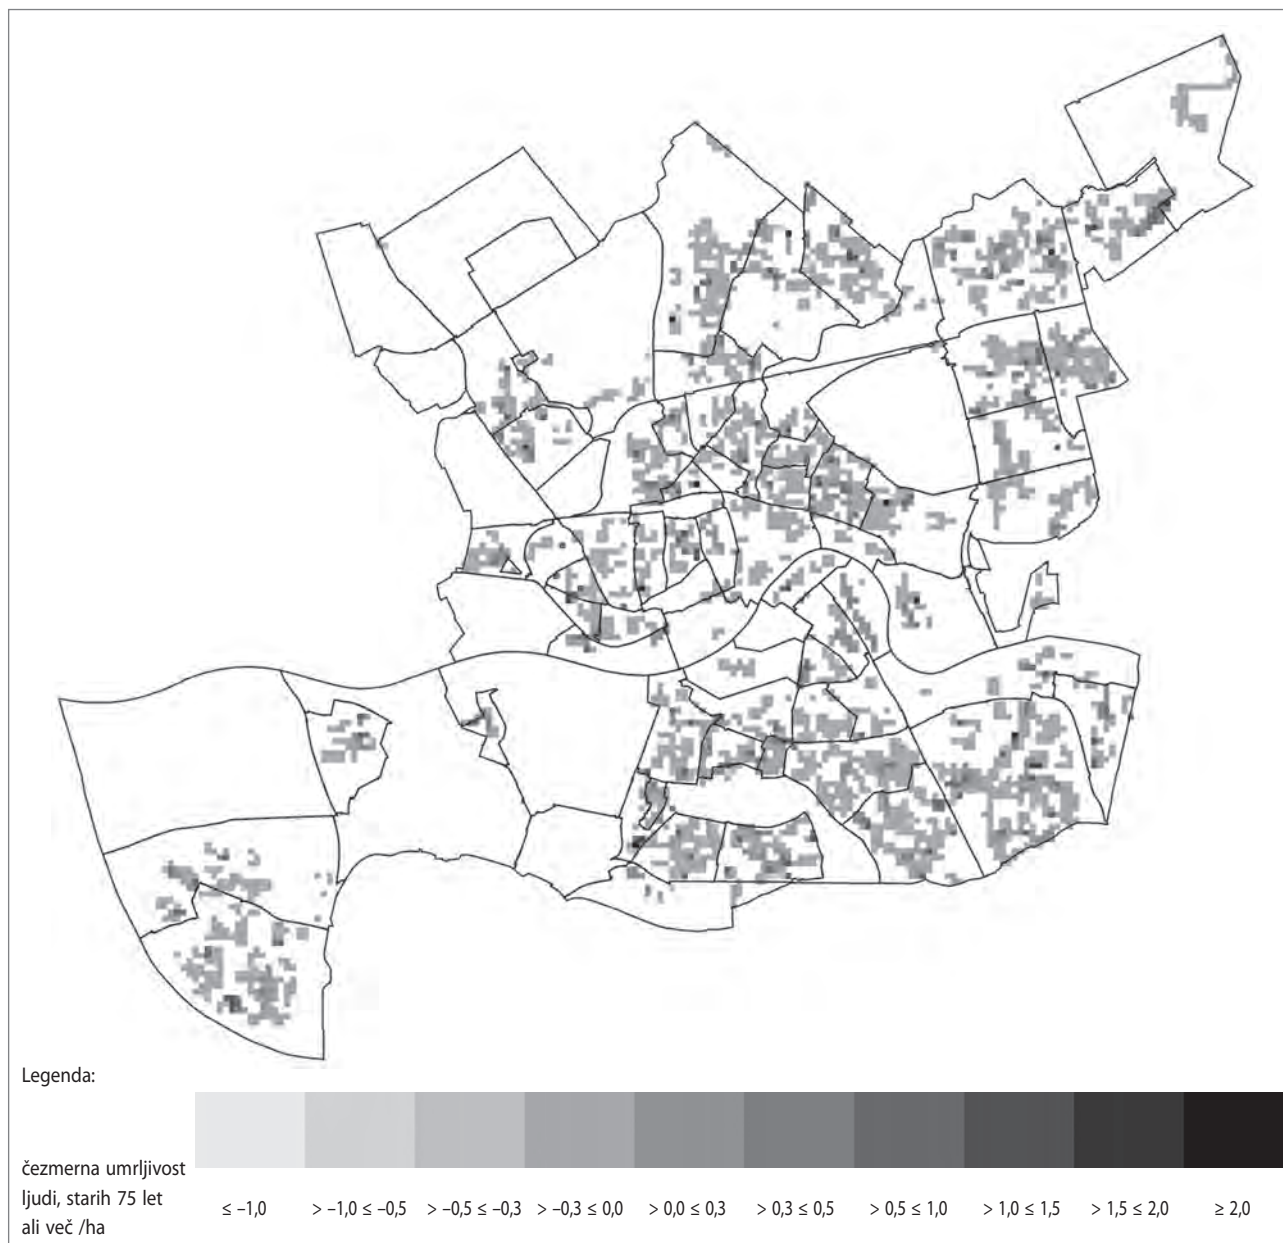 Legenda:
čezmerna umrljivost
ljudi, starih 75 let
ali več /ha
≤ –1,0 > –1,0 ≤ –0,5 > –0,5 ≤ –0,3 > –0,3 ≤ 0,0 > 0,0 ≤ 0,3 > 0,3 ≤ 0,5 > 0,5 ≤ 1,0 > 1,0 ≤ 1,5 > 1,5 ≤ 2,0 ≥ 2,0